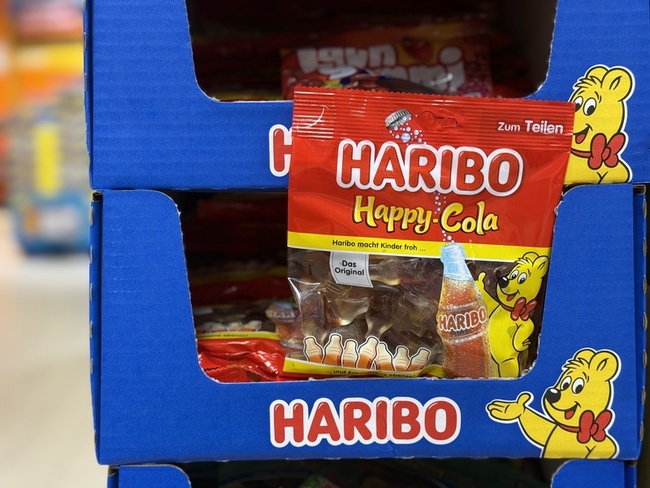 H
Zum Teilen
HARIBO
Happy-Cola
Haribo macht Kinder froh ...
Das
Original
HARIBO
HARIBO